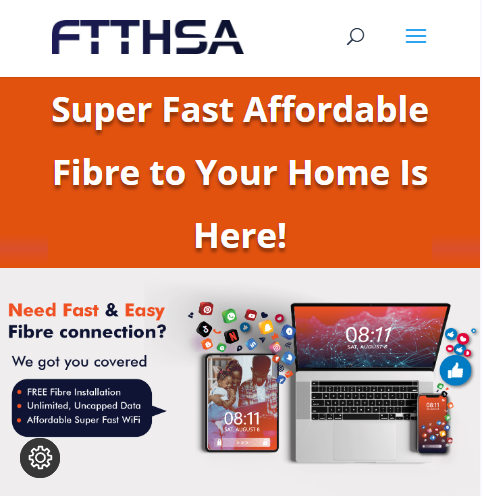 FTTHSA
Super Fast Affordable
Fibre to Your Home Is
Here!
Need Fast & Easy
Fibre connection?
We got you covered
FREE Fibre Installation
Unlimited, Uncapped Data
Affordable Super Fast WiFi
08:11
SAT, AUGUST 6
08:11
SAT, AUGUST 6
08:11